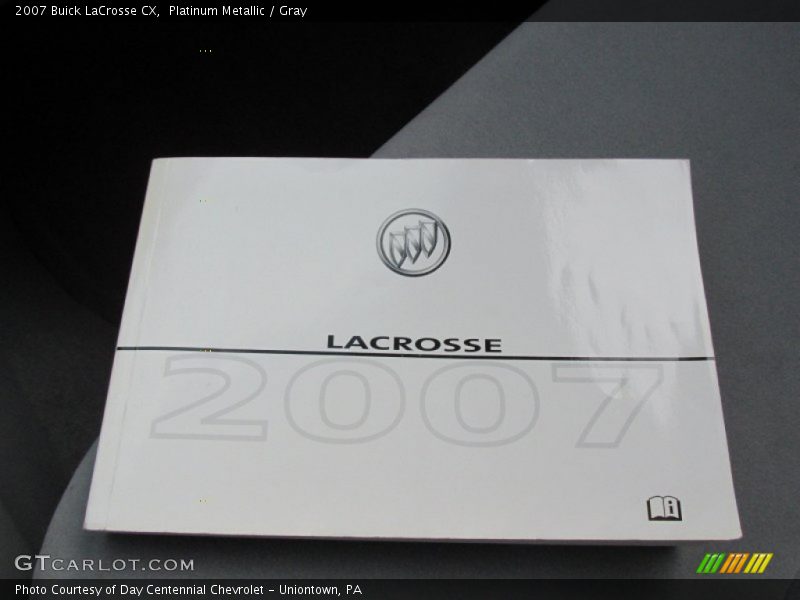 2007 Buick LaCrosse CX,  Platinum Metallic / Gray
LACROSSE
2007
i
GTCARLOT.COM
Photo Courtesy of Day Centennial Chevrolet - Uniontown, PA